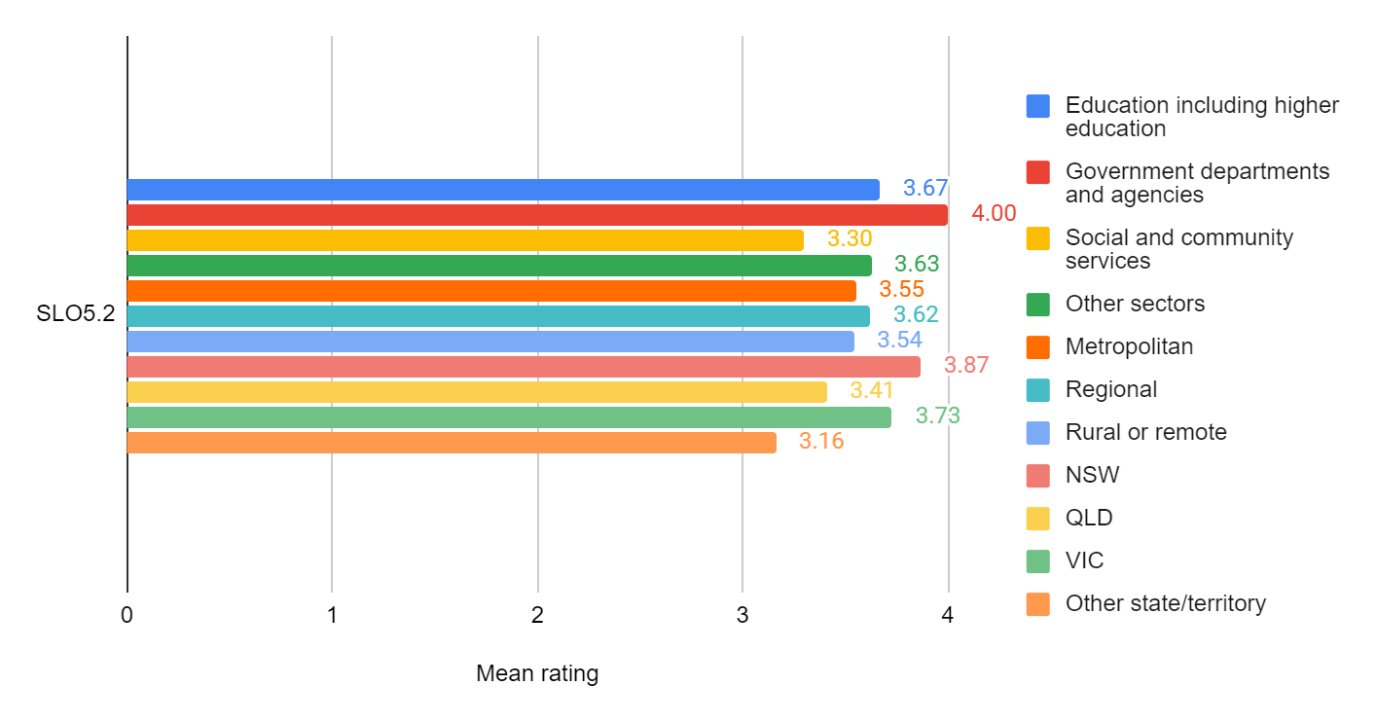 Education including higher
education
Government departments
and agencies
Social and community
services
Other sectors
Metropolitan
Regional
Rural or remote
NSW
QLD
VIC
Other state/territory
SLO5.2
3.67
4.00
3.30
3.63
3.55
3.62
3.54
3.87
3.41
3.73
3.16
0 1 2 3 4
Mean rating